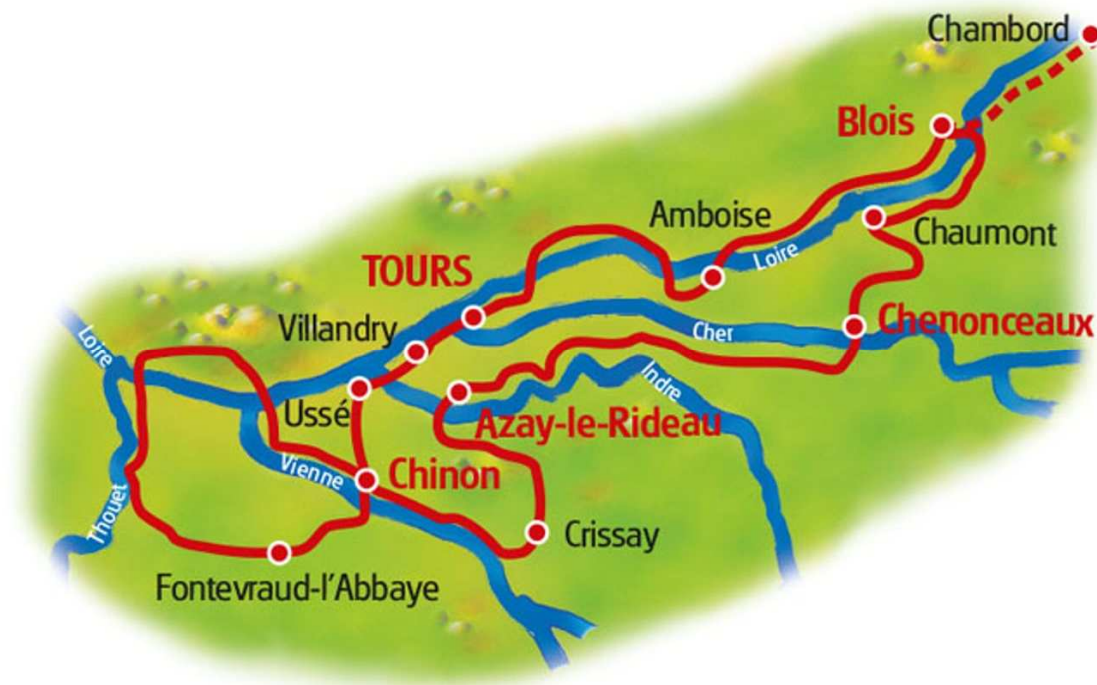 Chambord
Blois
Amboise
Loire
Chaumont
TOURS
Villandry
Cher
Chenonceaux
Loire
Indre
Ussé
Azay-le-Rideau
Vienne
Chinon
Thouet
Crissay
Fontevraud-l'Abbaye